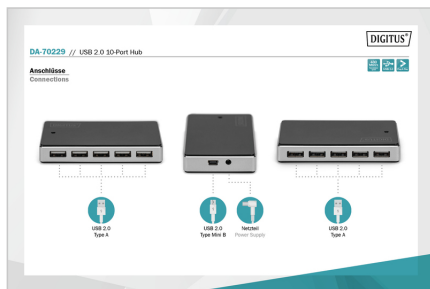 DIGITUS®
DA-70229 // USB 2.0 10-Port Hub
Anschlüsse
Connections
USB 2.0
Type A
USB 2.0
Type Mini B
Netzteil
Power Supply
USB 2.0
Type A